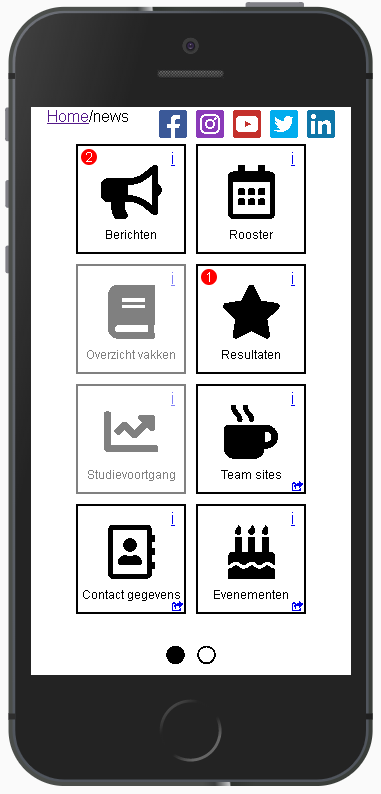 Home/news
2
i
i
Berichten
Rooster
i
1
i
Overzicht vakken
Resultaten
i
i
Studievoortgang
Team sites
i
i
Contact gegevens
Evenementen